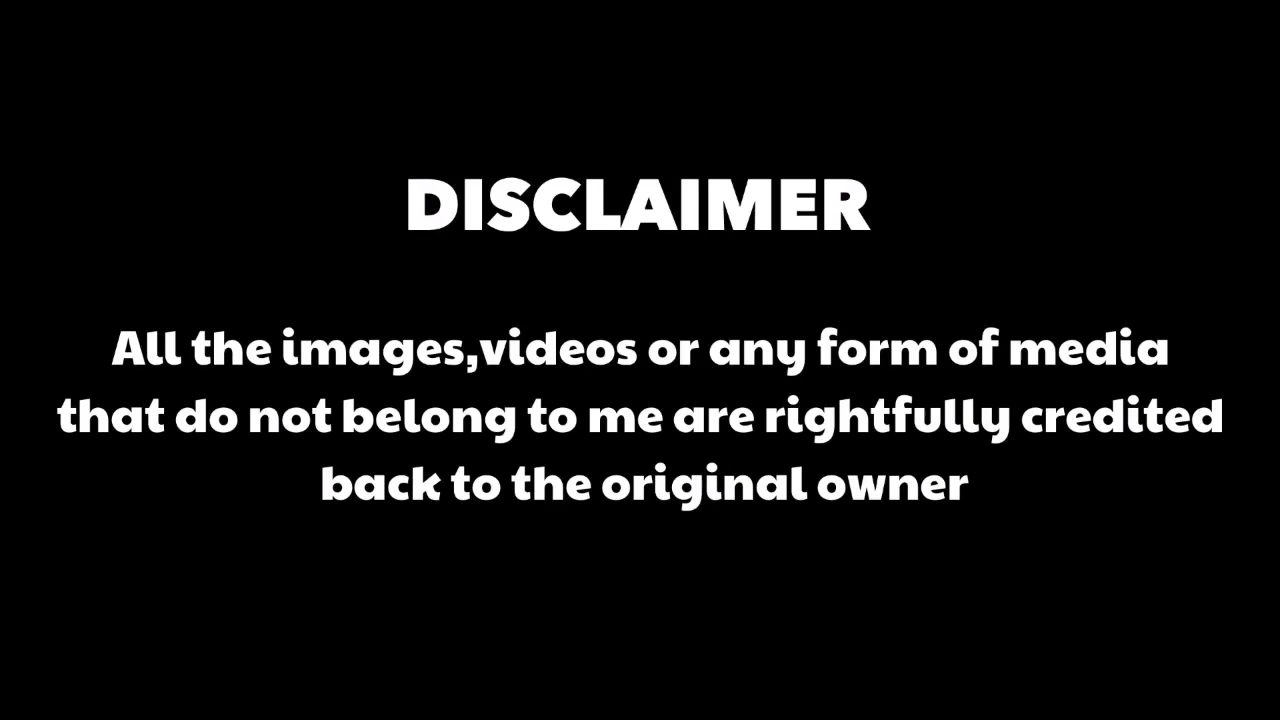 DISCLAIMER
All the images,videos or any form of media
that do not belong to me are rightfully credited
back to the original owner